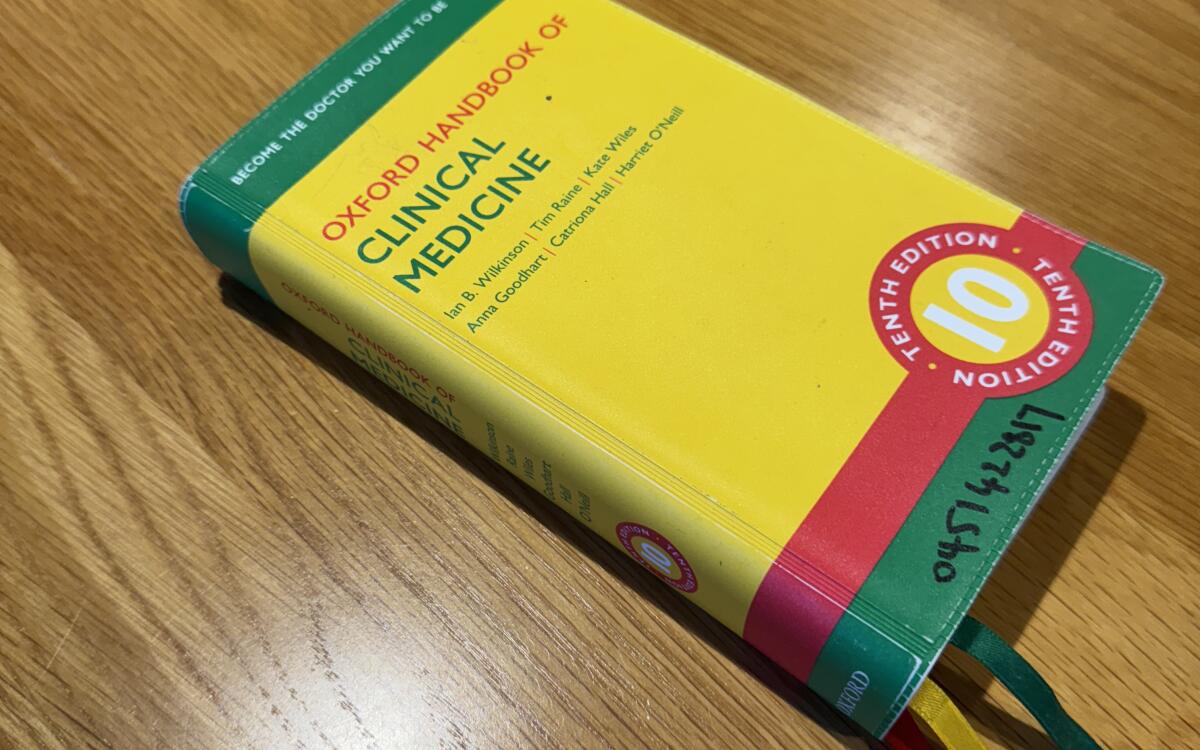 BECOME THE DOCTOR YOU WANT TO BE
OXFORD HANDBOOK OF
CLINICAL
MEDICINE
Ian B. Wilkinson | Tim Raine | Kate Wiles
Anna Goodhart | Catriona Hall | Harriet O'Neill
TENTH EDITION • TENTH EDITION •
10
0451422817
OXFORD HANDBOOK OF
CLINICAL
MEDICINE
Wilkinson
Raine
Wiles
Goodhart
Hall
O'Neill
10
OXFORD